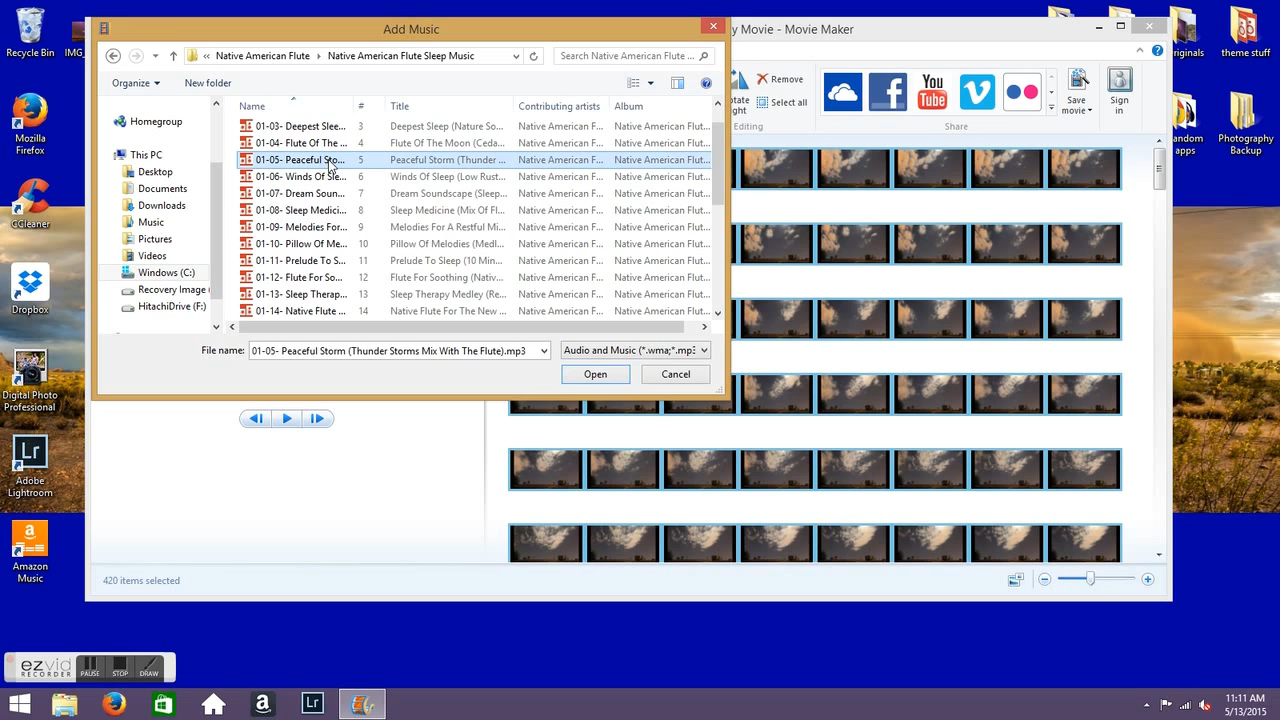 Recycle Bin
IMG
Mozilla
Firefox
CCleaner
Dropbox
Digital Photo
Professional
Adobe
Lightroom
Amazon
Music
Add Music
y Movie - Movie Maker
Native American Flute
Native American Flute Sleep Music
Search Native American Flute ...
Organize
New folder
Homegroup
This PC
Desktop
Documents
Downloads
Music
Pictures
Videos
Windows (C:)
Recovery Image
HitachiDrive (F:)
Name # Title Contributing artists Album
01-03- Deepest Slee... 3 Deepest Sleep (Nature So... Native American F... Native American Flut...
01-04- Flute Of The ... 4 Flute Of The Moon (Ceda... Native American F... Native American Flut...
01-05- Peaceful Sto... 5 Peaceful Storm (Thunder ... Native American F... Native American Flut...
01-06- Winds Of Sle... 6 Winds Of Sleep (Low Rust... Native American F... Native American Flut...
01-07- Dream Soun... 7 Dream Soundscape (Sleep... Native American F... Native American Flut...
01-08- Sleep Medici... 8 Sleep Medicine (Mix Of Fl... Native American F... Native American Flut...
01-09- Melodies For... 9 Melodies For A Restful Mi... Native American F... Native American Flut...
01-10- Pillow Of Me... 10 Pillow Of Melodies (Medl... Native American F... Native American Flut...
01-11- Prelude To S... 11 Prelude To Sleep (10 Min... Native American F... Native American Flut...
01-12- Flute For So... 12 Flute For Soothing (Nativ... Native American F... Native American Flut...
01-13- Sleep Therap... 13 Sleep Therapy Medley (Re... Native American F... Native American Flut...
01-14- Native Flute ... 14 Native Flute For The New ... Native American F... Native American Flut...
File name: 01-05- Peaceful Storm (Thunder Storms Mix With The Flute).mp3
Audio and Music (*.wma;*.mp3
Open
Cancel
otate
ght
Remove
Select all
Editing
You
Tube
Share
Save
movie
Sign
in
riginals
theme stuff
andom
apps
Photography
Backup
420 items selected
ezvid
RECORDER
PAUSE
STOP
DRAW
Lr
11:11 AM
5/13/2015